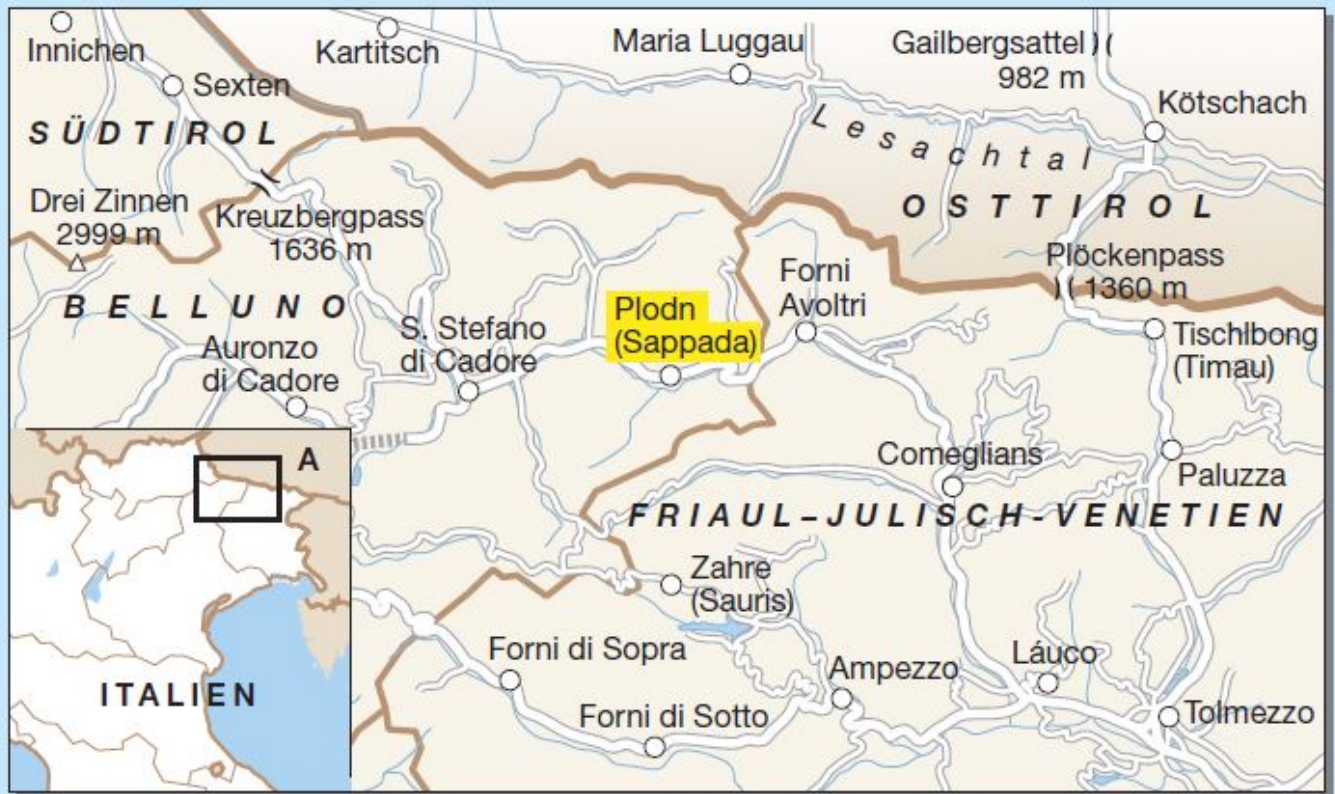 Innichen
Kartitsch
Maria Luggau
Gailbergsattel
982 m
Sexten
Kötschach
SÜDTIROL
Lesachtal
OSTTIROL
Drei Zinnen
2999 m
Kreuzbergpass
1636 m
Plöckenpass
1360 m
Forni
Avoltri
BELLUNO
Plodn
(Sappada)
S. Stefano
di Cadore
Tischlbong
(Timau)
Auronzo
di Cadore
A
Comeglians
Paluzza
FRIAUL-JULISCH-VENETIEN
Zahre
(Sauris)
Forni di Sopra
Ampezzo
Láuco
ITALIEN
Forni di Sotto
Tolmezzo